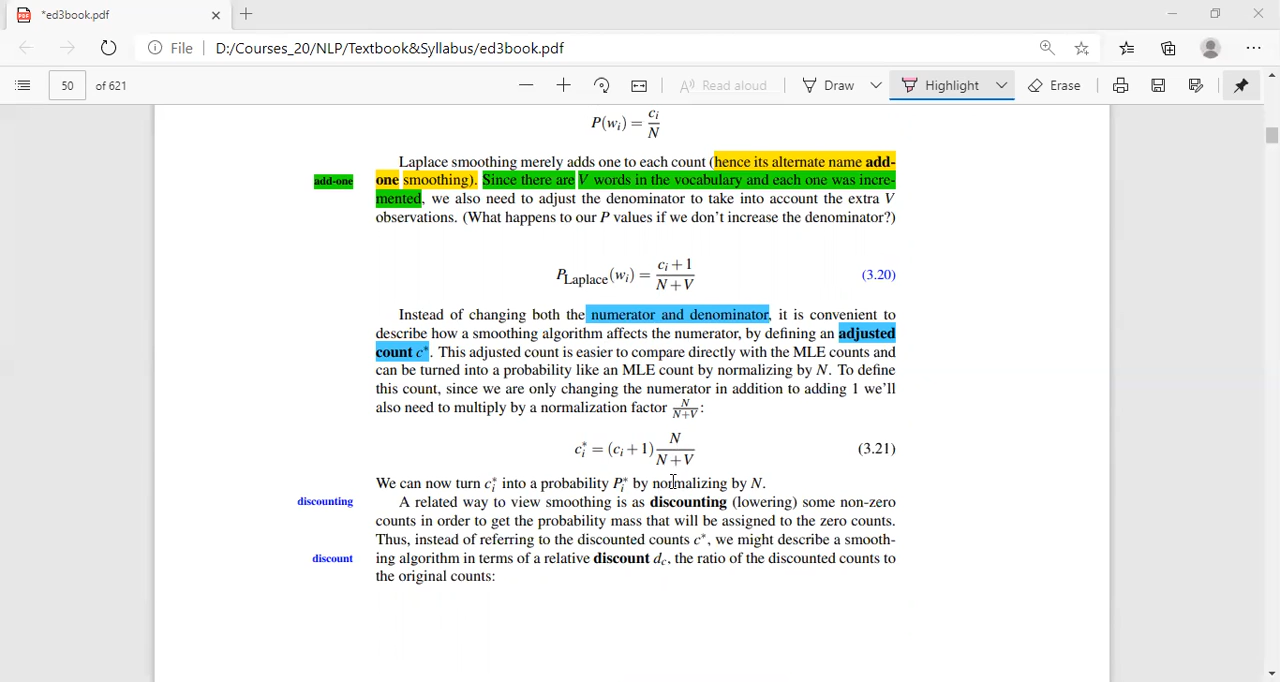 *ed3book.pdf
File D:/Courses_20/NLP/Textbook&Syllabus/ed3book.pdf
50 of 621 Read aloud Draw Highlight Erase
P(wᵢ) = cᵢ/N
Laplace smoothing merely adds one to each count (hence its alternate name add-
add-one one smoothing). Since there are V words in the vocabulary and each one was incre-
mented, we also need to adjust the denominator to take into account the extra V
observations. (What happens to our P values if we don't increase the denominator?)
P_Laplace(wᵢ) = (cᵢ + 1)/(N + V) (3.20)
Instead of changing both the numerator and denominator, it is convenient to
describe how a smoothing algorithm affects the numerator, by defining an adjusted
count c*. This adjusted count is easier to compare directly with the MLE counts and
can be turned into a probability like an MLE count by normalizing by N. To define
this count, since we are only changing the numerator in addition to adding 1 we'll
also need to multiply by a normalization factor N/(N+V):
cᵢ* = (cᵢ + 1) N/(N + V) (3.21)
We can now turn cᵢ* into a probability Pᵢ* by normalizing by N.
discounting A related way to view smoothing is as discounting (lowering) some non-zero
counts in order to get the probability mass that will be assigned to the zero counts.
Thus, instead of referring to the discounted counts c*, we might describe a smooth-
discount ing algorithm in terms of a relative discount d_c, the ratio of the discounted counts to
the original counts: